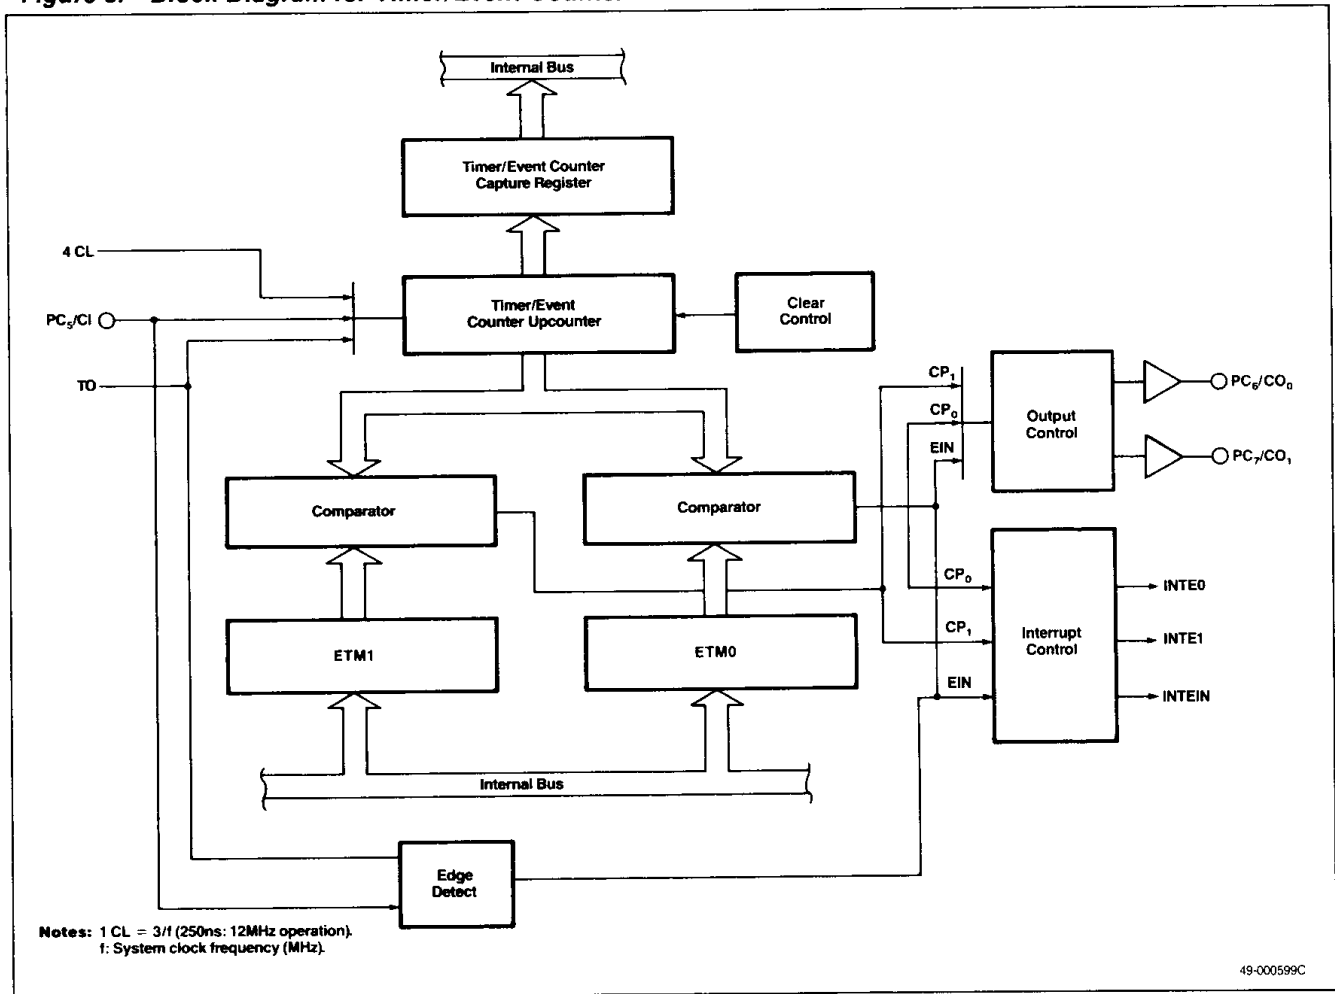 Internal Bus
Timer/Event Counter
Capture Register
4 CL
PC₅/CI
TO
Timer/Event
Counter Upcounter
Clear
Control
CP₁
CP₀
EIN
Output
Control
PC₆/CO₀
PC₇/CO₁
Comparator
Comparator
CP₀
CP₁
EIN
Interrupt
Control
INTE0
INTE1
INTEIN
ETM1
ETM0
Internal Bus
Edge
Detect
Notes: 1 CL = 3/f (250ns: 12MHz operation).
f: System clock frequency (MHz).
49-000599C